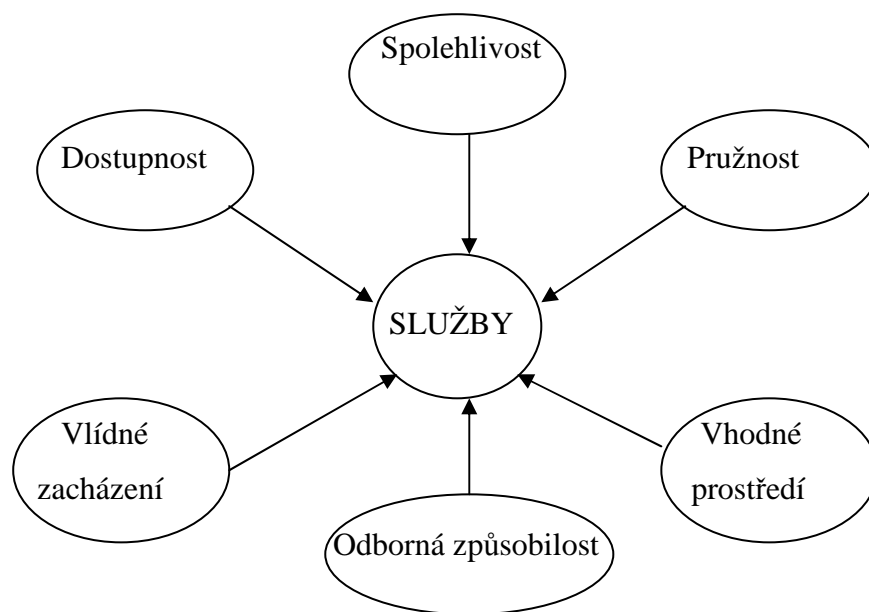 Spolehlivost
Dostupnost
Pružnost
SLUŽBY
Vlídné
zacházení
Vhodné
prostředí
Odborná způsobilost